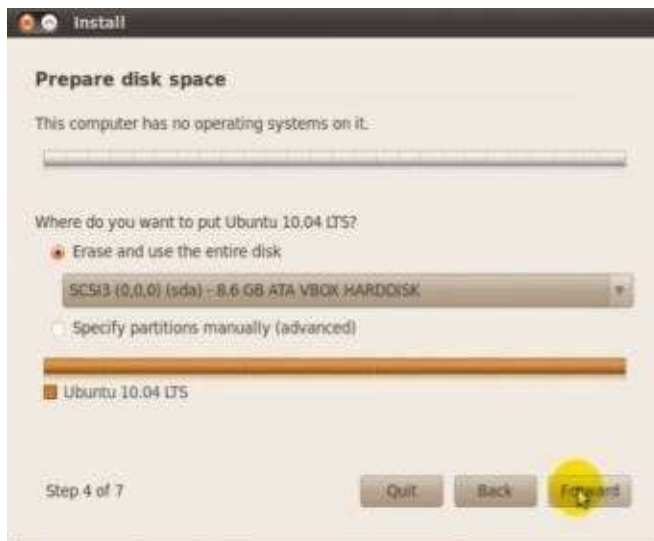 Install
Prepare disk space
This computer has no operating systems on it.
Where do you want to put Ubuntu 10.04 LTS?
Erase and use the entire disk
SCSI3 (0,0,0) (sda) - 8.6 GB ATA VBOX HARDDISK
Specify partitions manually (advanced)
Ubuntu 10.04 LTS
Step 4 of 7
Quit
Back
Forward